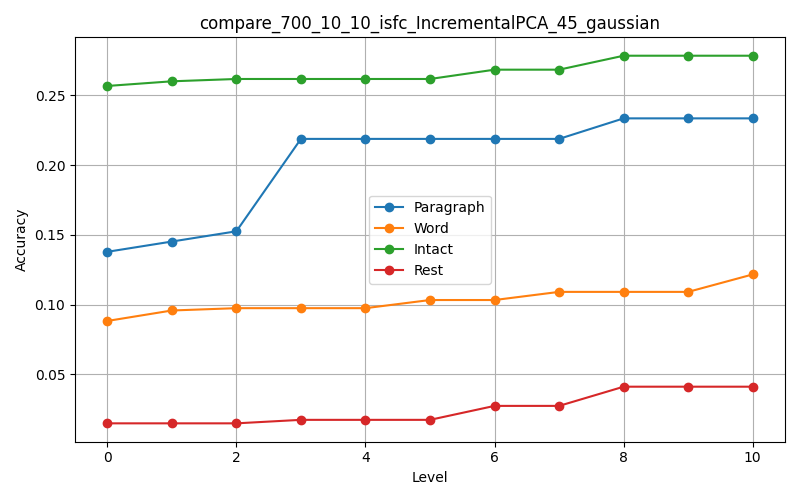 compare_700_10_10_isfc_IncrementalPCA_45_gaussian
0.25
0.20
0.15
0.10
0.05
Accuracy
Paragraph
Word
Intact
Rest
0 2 4 6 8 10
Level